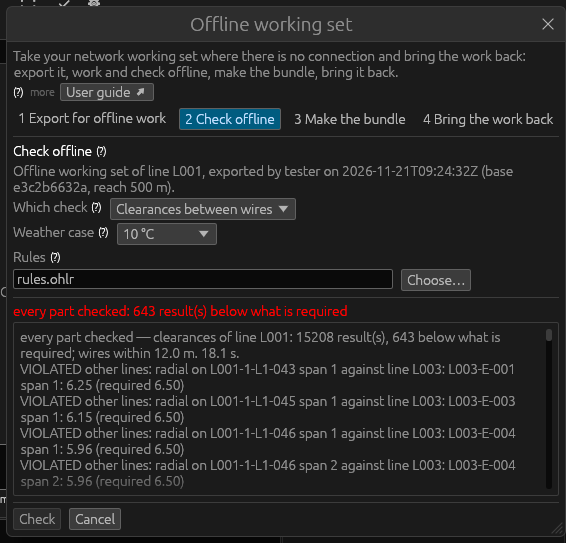 Offline working set
Take your network working set where there is no connection and bring the work back:
export it, work and check offline, make the bundle, bring it back.
(?) more User guide
1 Export for offline work 2 Check offline 3 Make the bundle 4 Bring the work back
Check offline (?)
Offline working set of line L001, exported by tester on 2026-11-21T09:24:32Z (base
e3c2b6632a, reach 500 m).
Which check (?) Clearances between wires
Weather case (?) 10 °C
Rules (?)
rules.ohlr Choose...
every part checked: 643 result(s) below what is required
every part checked — clearances of line L001: 15208 result(s), 643 below what is
required; wires within 12.0 m. 18.1 s.
VIOLATED other lines: radial on L001-1-L1-043 span 1 against line L003: L003-E-001
span 1: 6.25 (required 6.50)
VIOLATED other lines: radial on L001-1-L1-045 span 1 against line L003: L003-E-003
span 1: 6.15 (required 6.50)
VIOLATED other lines: radial on L001-1-L1-046 span 1 against line L003: L003-E-004
span 1: 5.96 (required 6.50)
VIOLATED other lines: radial on L001-1-L1-046 span 2 against line L003: L003-E-004
span 2: 5.96 (required 6.50)
Check Cancel